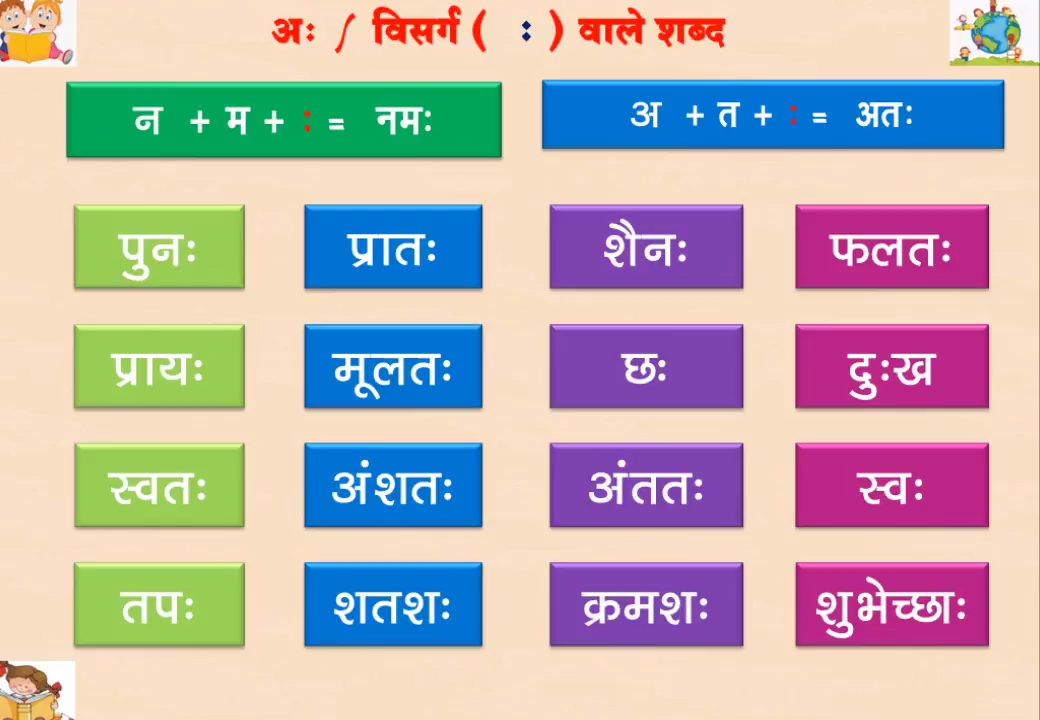 अः / विसर्ग ( : ) वाले शब्द
न + म + : = नमः
अ + त + : = अतः
पुनः प्रातः शैनः फलतः
प्रायः मूलतः छः दुःख
स्वतः अंशतः अंततः स्वः
तपः शतशः क्रमशः शुभेच्छाः